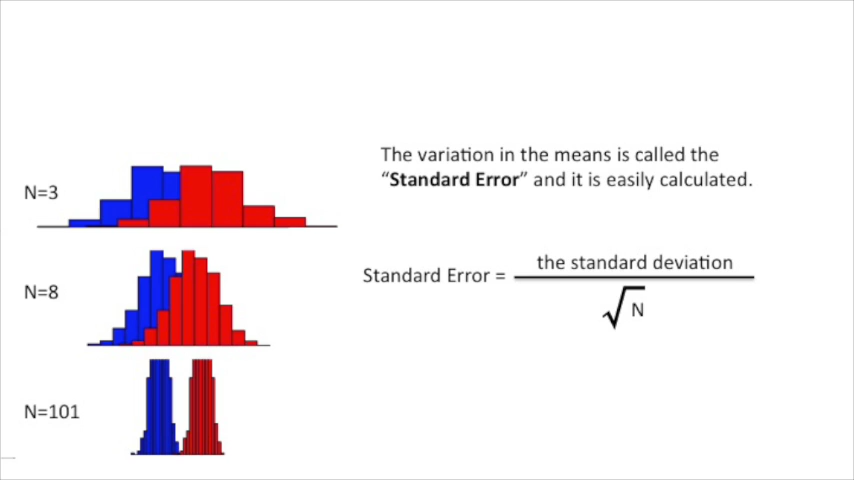 The variation in the means is called the
“Standard Error” and it is easily calculated.
N=3
Standard Error = the standard deviation
√N
N=8
N=101